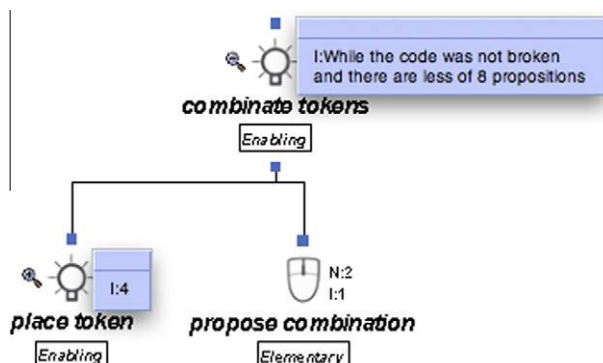 I:While the code was not broken
and there are less of 8 propositions
combinate tokens
Enabling
I:4
N:2
I:1
place token
propose combination
Enabling
Elementary